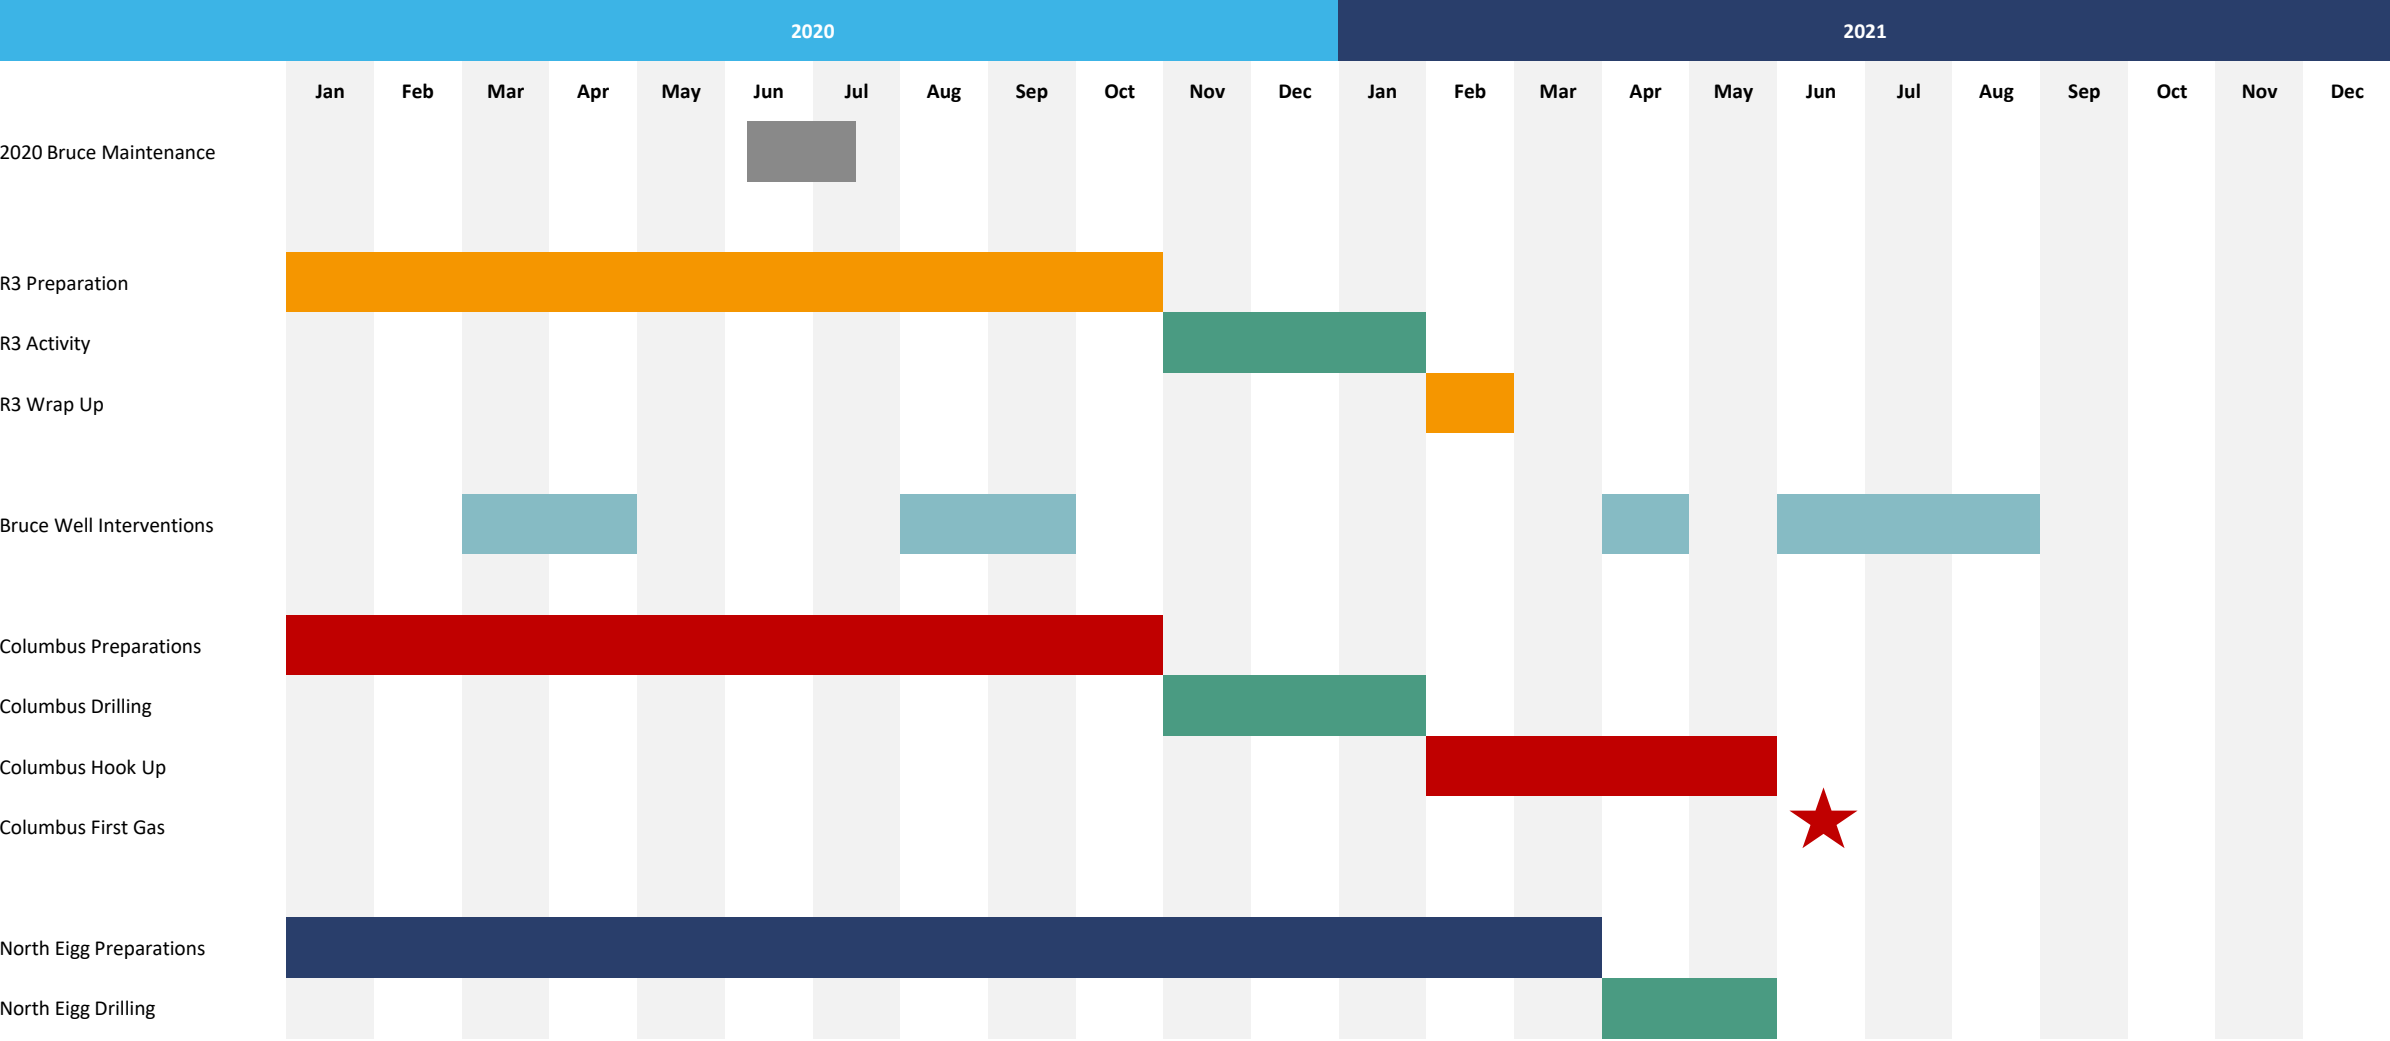 2020 2021
Jan Feb Mar Apr May Jun Jul Aug Sep Oct Nov Dec Jan Feb Mar Apr May Jun Jul Aug Sep Oct Nov Dec
2020 Bruce Maintenance
R3 Preparation
R3 Activity
R3 Wrap Up
Bruce Well Interventions
Columbus Preparations
Columbus Drilling
Columbus Hook Up
Columbus First Gas
North Eigg Preparations
North Eigg Drilling